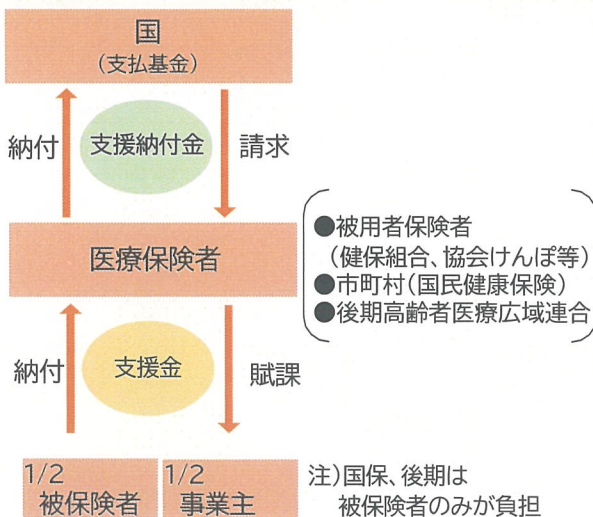 国
(支払基金)
納付
支援納付金
請求
医療保険者
●被用者保険者
(健保組合、協会けんぽ等)
●市町村(国民健康保険)
●後期高齢者医療広域連合
納付
支援金
賦課
1/2
被保険者
1/2
事業主
注)国保、後期は
被保険者のみが負担